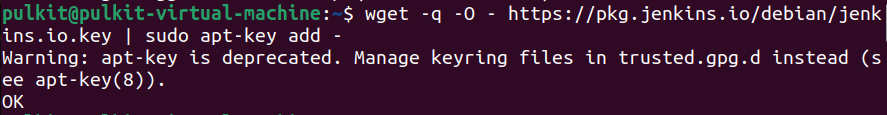 pulkit@pulkit-virtual-machine:~$ wget -q -O - https://pkg.jenkins.io/debian/jenk
ins.io.key | sudo apt-key add -
Warning: apt-key is deprecated. Manage keyring files in trusted.gpg.d instead (s
ee apt-key(8)).
OK